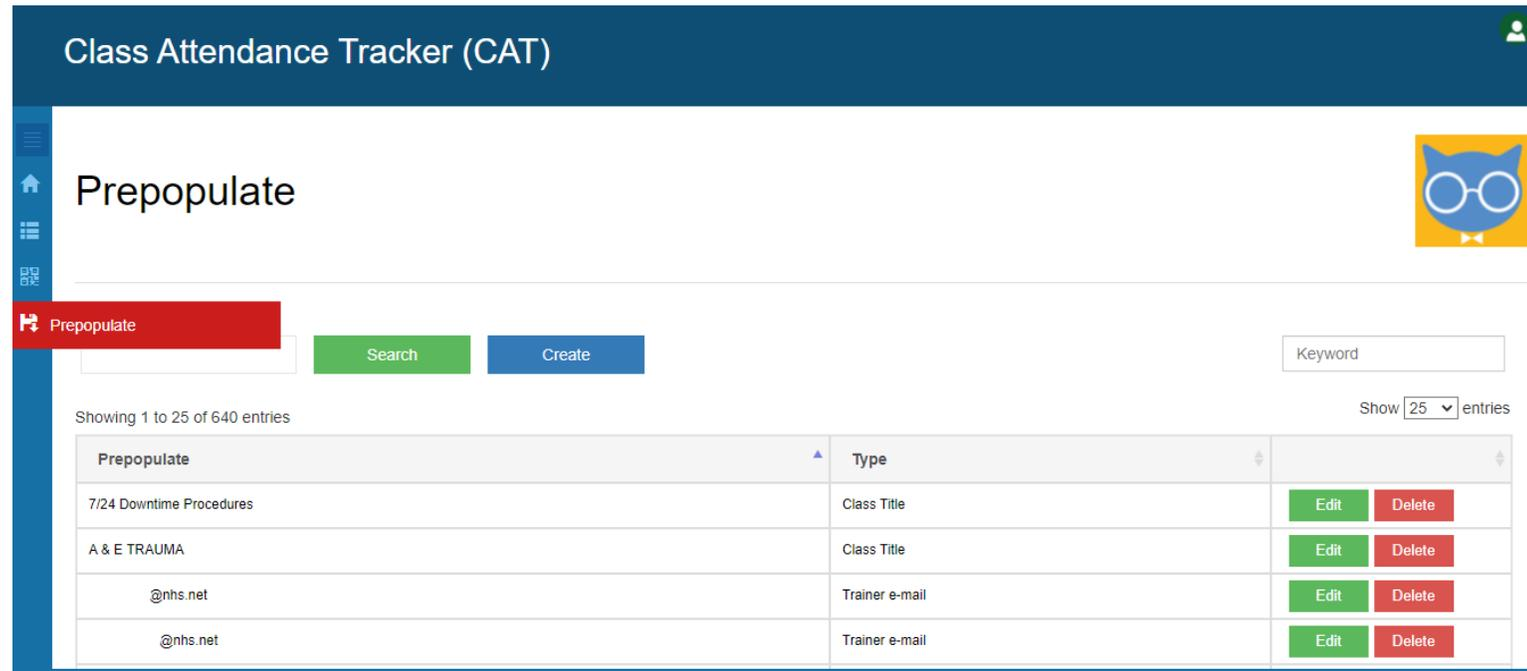 Class Attendance Tracker (CAT)
Prepopulate
Prepopulate
Search Create Keyword
Show 25 entries
Showing 1 to 25 of 640 entries
Prepopulate Type
7/24 Downtime Procedures Class Title Edit Delete
A & E TRAUMA Class Title Edit Delete
@nhs.net Trainer e-mail Edit Delete
@nhs.net Trainer e-mail Edit Delete